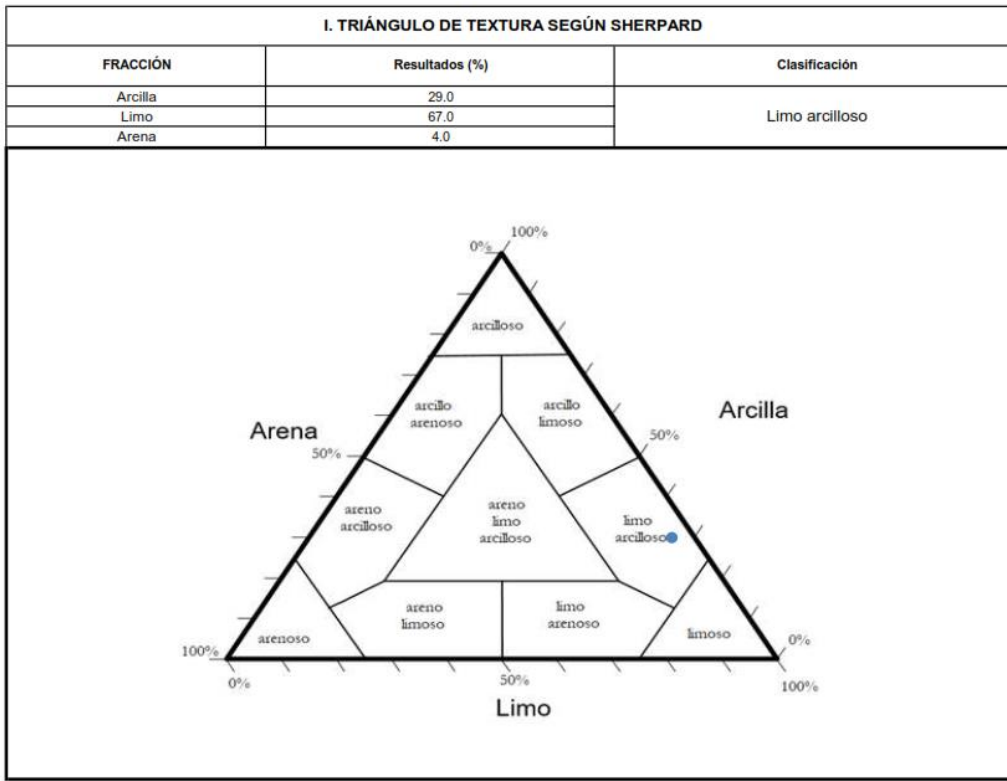 I. TRIÁNGULO DE TEXTURA SEGÚN SHERPARD
FRACCIÓN Resultados (%) Clasificación
Arcilla 29.0
Limo 67.0 Limo arcilloso
Arena 4.0
100%
0%
arcilloso
arcillo
arenoso
arcillo
limoso
Arcilla
Arena
50%
50%
areno
arcilloso
areno
limo
arcilloso
limo
arcilloso
areno
limoso
limo
arenoso
arenoso
limoso
0%
100%
0%
50%
100%
Limo